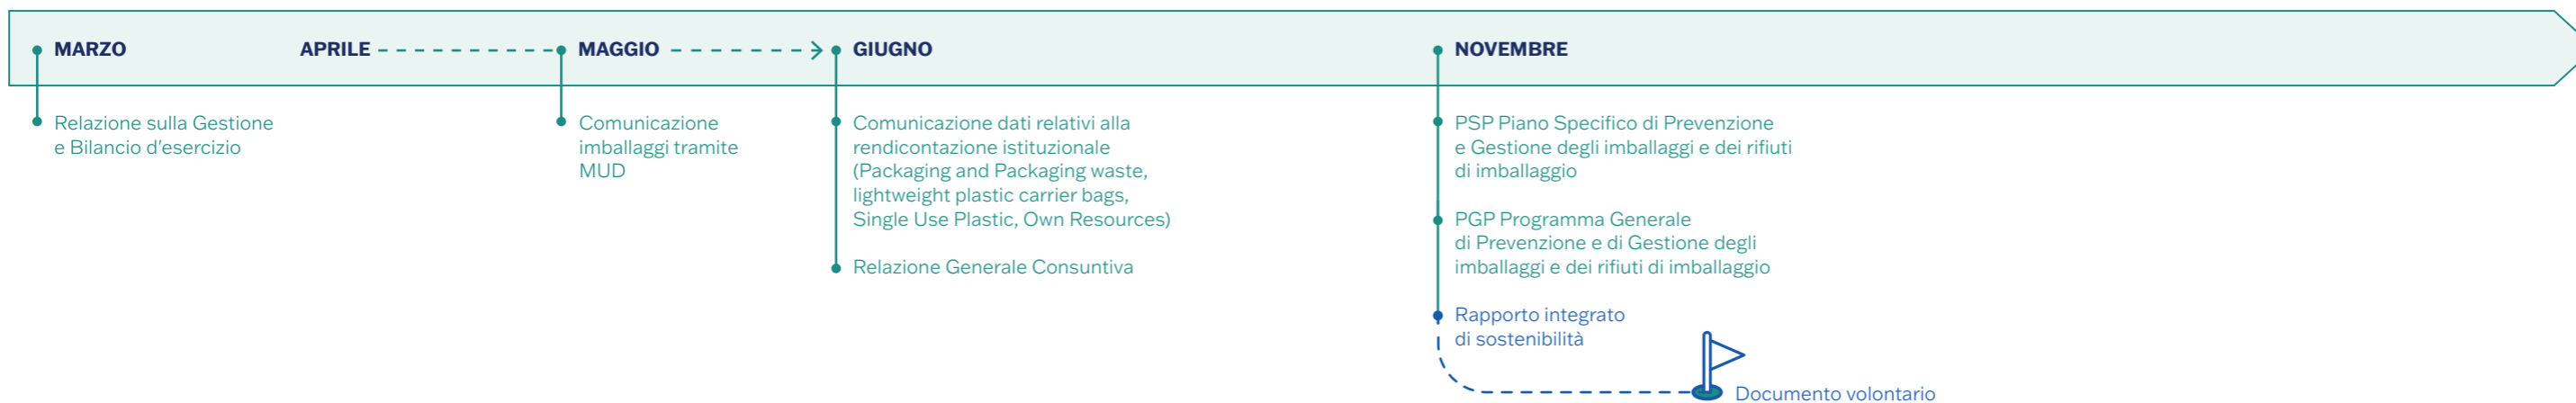 MARZO
APRILE
MAGGIO
GIUGNO
NOVEMBRE
Relazione sulla Gestione
e Bilancio d'esercizio
Comunicazione
imballaggi tramite
MUD
Comunicazione dati relativi alla
rendicontazione istituzionale
(Packaging and Packaging waste,
lightweight plastic carrier bags,
Single Use Plastic, Own Resources)
Relazione Generale Consuntiva
PSP Piano Specifico di Prevenzione
e Gestione degli imballaggi e dei rifiuti
di imballaggio
PGP Programma Generale
di Prevenzione e di Gestione degli
imballaggi e dei rifiuti di imballaggio
Rapporto integrato
di sostenibilità
Documento volontario